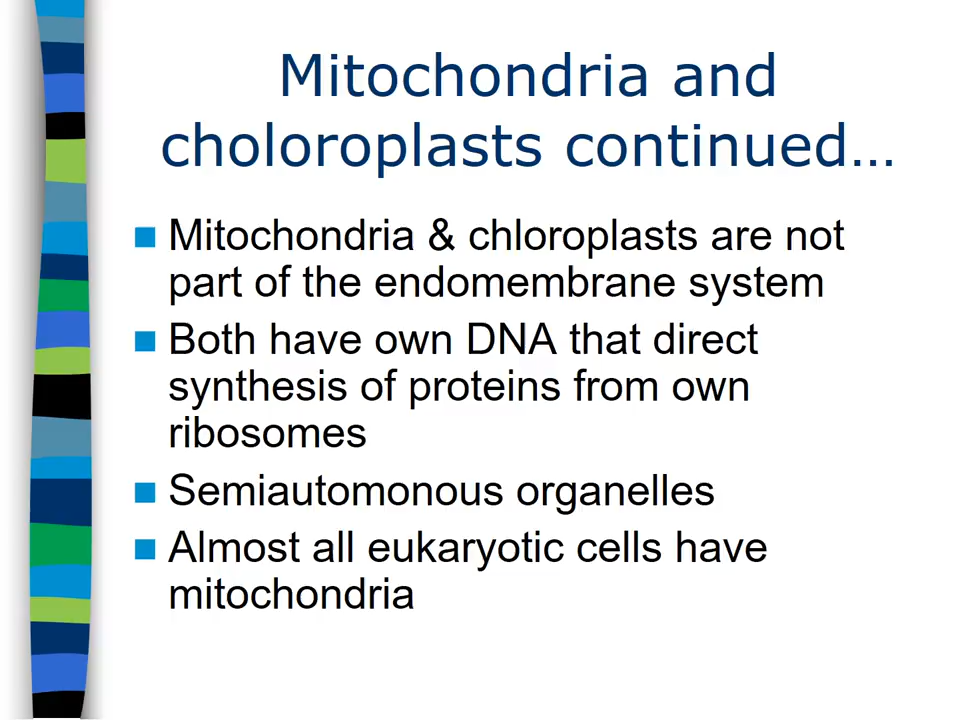 Mitochondria and
choloroplasts continued…
Mitochondria & chloroplasts are not
part of the endomembrane system
Both have own DNA that direct
synthesis of proteins from own
ribosomes
Semiautomonous organelles
Almost all eukaryotic cells have
mitochondria